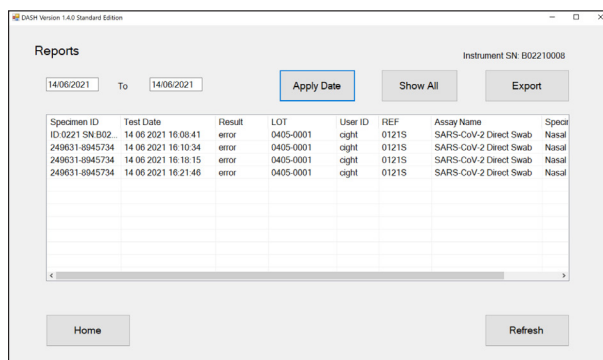 DASH Version 1.4.0 Standard Edition
Reports
Instrument SN: B02210008
14/06/2021 To 14/06/2021 Apply Date Show All Export
Specimen ID Test Date Result LOT User ID REF Assay Name Specir
ID:0221 SN:B02... 14 06 2021 16:08:41 error 0405-0001 cight 0121S SARS-CoV-2 Direct Swab Nasal
249631-8945734 14 06 2021 16:10:34 error 0405-0001 cight 0121S SARS-CoV-2 Direct Swab Nasal
249631-8945734 14 06 2021 16:18:15 error 0405-0001 cight 0121S SARS-CoV-2 Direct Swab Nasal
249631-8945734 14 06 2021 16:21:46 error 0405-0001 cight 0121S SARS-CoV-2 Direct Swab Nasal
Home Refresh